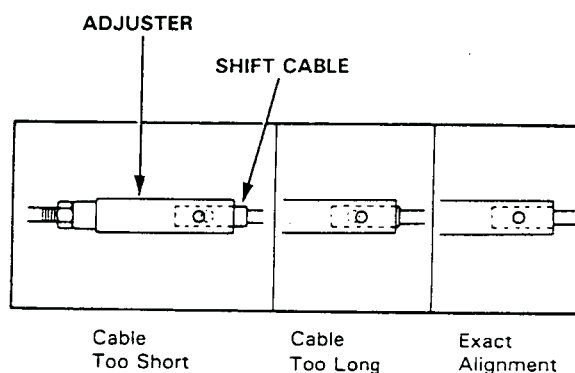 ADJUSTER
SHIFT CABLE
Cable
Too Short
Cable
Too Long
Exact
Alignment